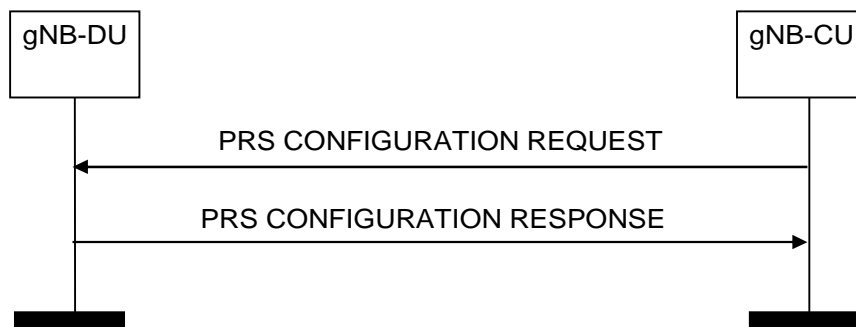 gNB-DU
gNB-CU
PRS CONFIGURATION REQUEST
PRS CONFIGURATION RESPONSE